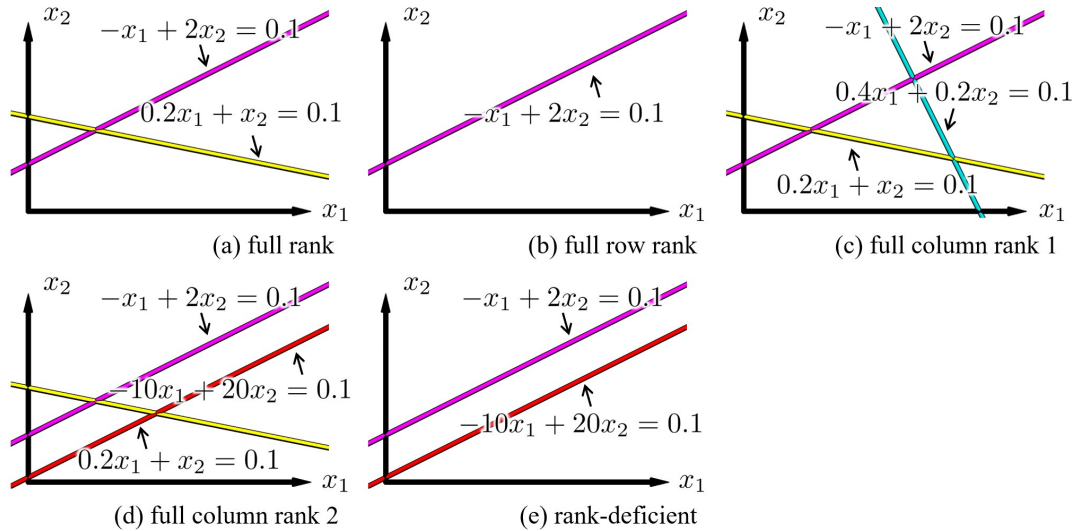 x₂
−x₁ + 2x₂ = 0.1
0.2x₁ + x₂ = 0.1
x₁
(a) full rank
x₂
−x₁ + 2x₂ = 0.1
x₁
(b) full row rank
x₂
−x₁ + 2x₂ = 0.1
0.4x₁ + 0.2x₂ = 0.1
0.2x₁ + x₂ = 0.1
x₁
(c) full column rank 1
x₂
−x₁ + 2x₂ = 0.1
−10x₁ + 20x₂ = 0.1
0.2x₁ + x₂ = 0.1
x₁
(d) full column rank 2
x₂
−x₁ + 2x₂ = 0.1
−10x₁ + 20x₂ = 0.1
x₁
(e) rank-deficient